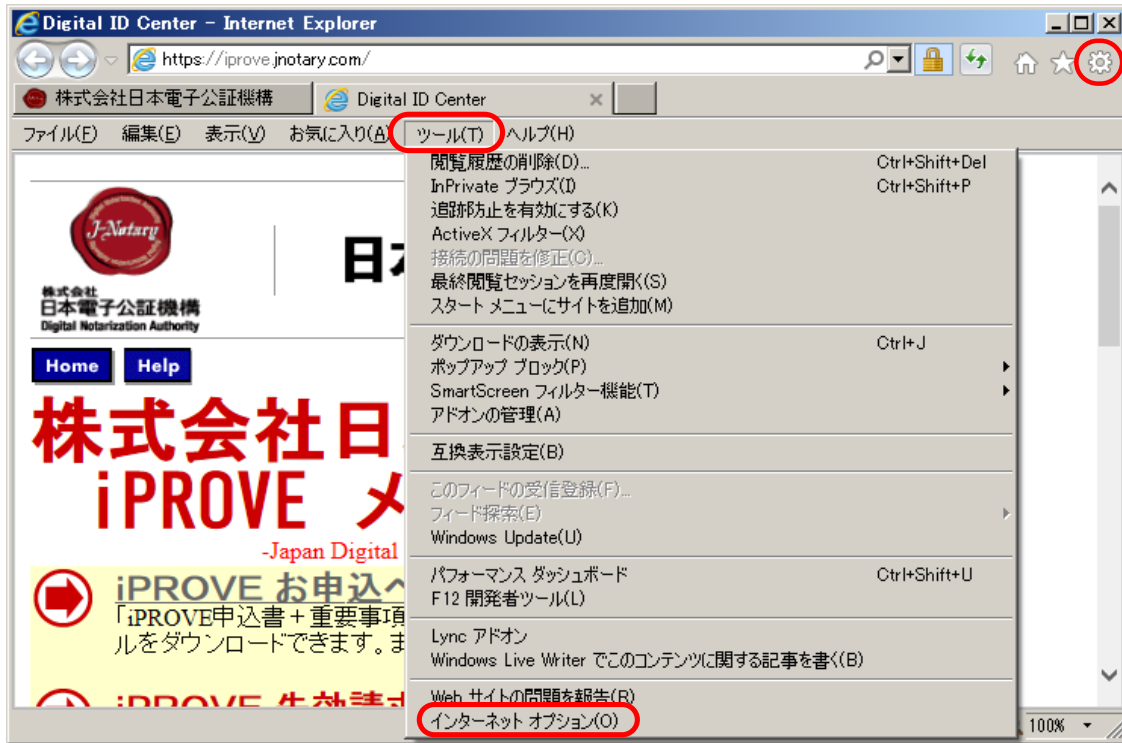 Digital ID Center - Internet Explorer
https://iprove.jnotary.com/
株式会社日本電子公証機構 Digital ID Center
ファイル(F) 編集(E) 表示(V) お気に入り(A) ツール(T) ヘルプ(H)
閲覧履歴の削除(D)... Ctrl+Shift+Del
InPrivate ブラウズ(I) Ctrl+Shift+P
追跡防止を有効にする(K)
ActiveX フィルター(X)
接続の問題を修正(C)...
最終閲覧セッションを再度開く(S)
スタート メニューにサイトを追加(M)
ダウンロードの表示(N) Ctrl+J
ポップアップ ブロック(P)
SmartScreen フィルター機能(T)
アドオンの管理(A)
互換表示設定(B)
このフィードの受信登録(F)...
フィード探索(E)
Windows Update(U)
パフォーマンス ダッシュボード Ctrl+Shift+U
F12 開発者ツール(L)
Lync アドオン
Windows Live Writer でこのコンテンツに関する記事を書く(B)
Web サイトの問題を報告(R)
インターネット オプション(O)
J-Notary
株式会社
日本電子公証機構
Digital Notarization Authority
日本
Home Help
株式会社日
iPROVE メ
-Japan Digital
iPROVE お申込へ
「iPROVE申込書+重要事項
ルをダウンロードできます。ま
iPROVE 失効請求
100%